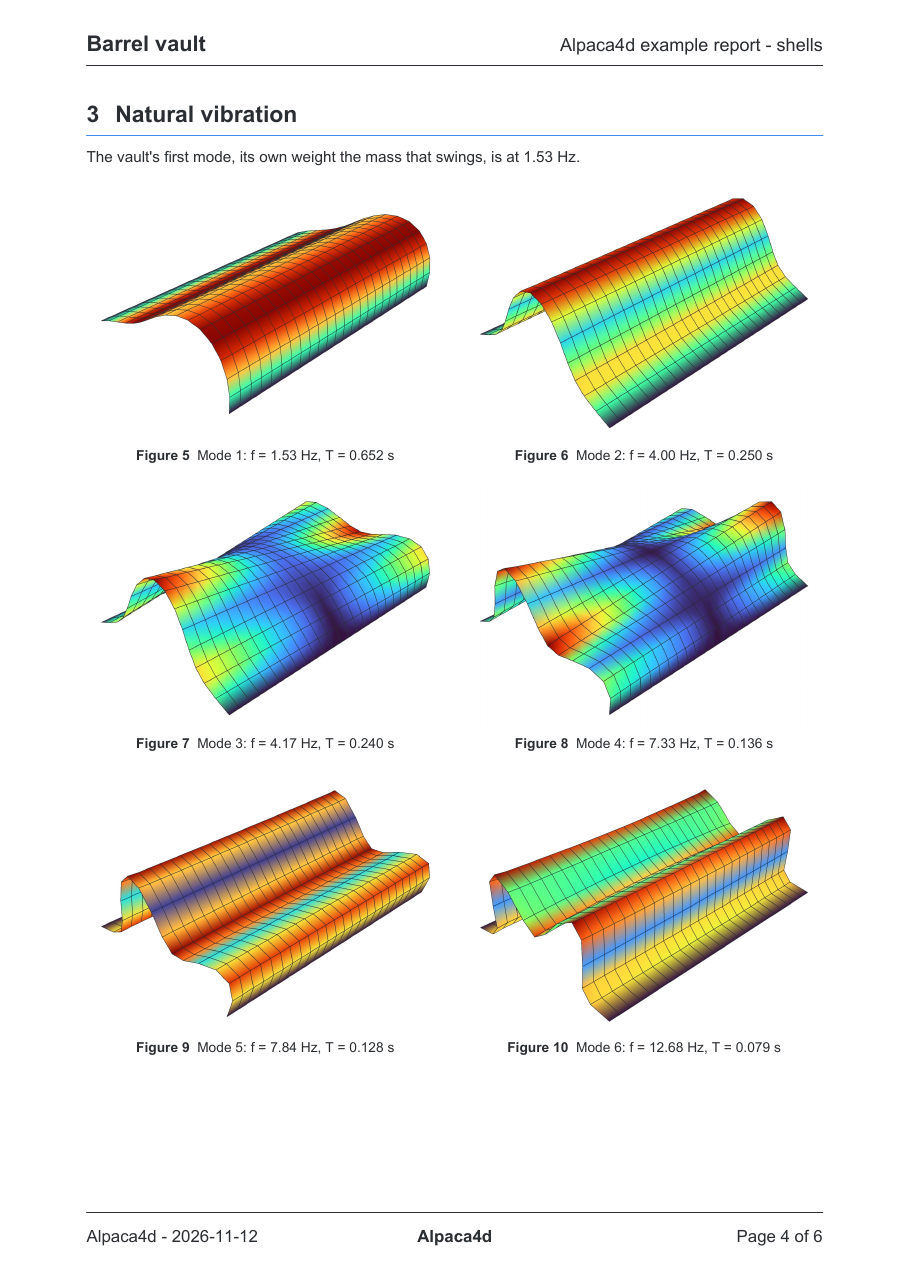 Barrel vault
Alpaca4d example report - shells
3 Natural vibration
The vault's first mode, its own weight the mass that swings, is at 1.53 Hz.
Figure 5 Mode 1: f = 1.53 Hz, T = 0.652 s
Figure 6 Mode 2: f = 4.00 Hz, T = 0.250 s
Figure 7 Mode 3: f = 4.17 Hz, T = 0.240 s
Figure 8 Mode 4: f = 7.33 Hz, T = 0.136 s
Figure 9 Mode 5: f = 7.84 Hz, T = 0.128 s
Figure 10 Mode 6: f = 12.68 Hz, T = 0.079 s
Alpaca4d - 2026-11-12
Alpaca4d
Page 4 of 6